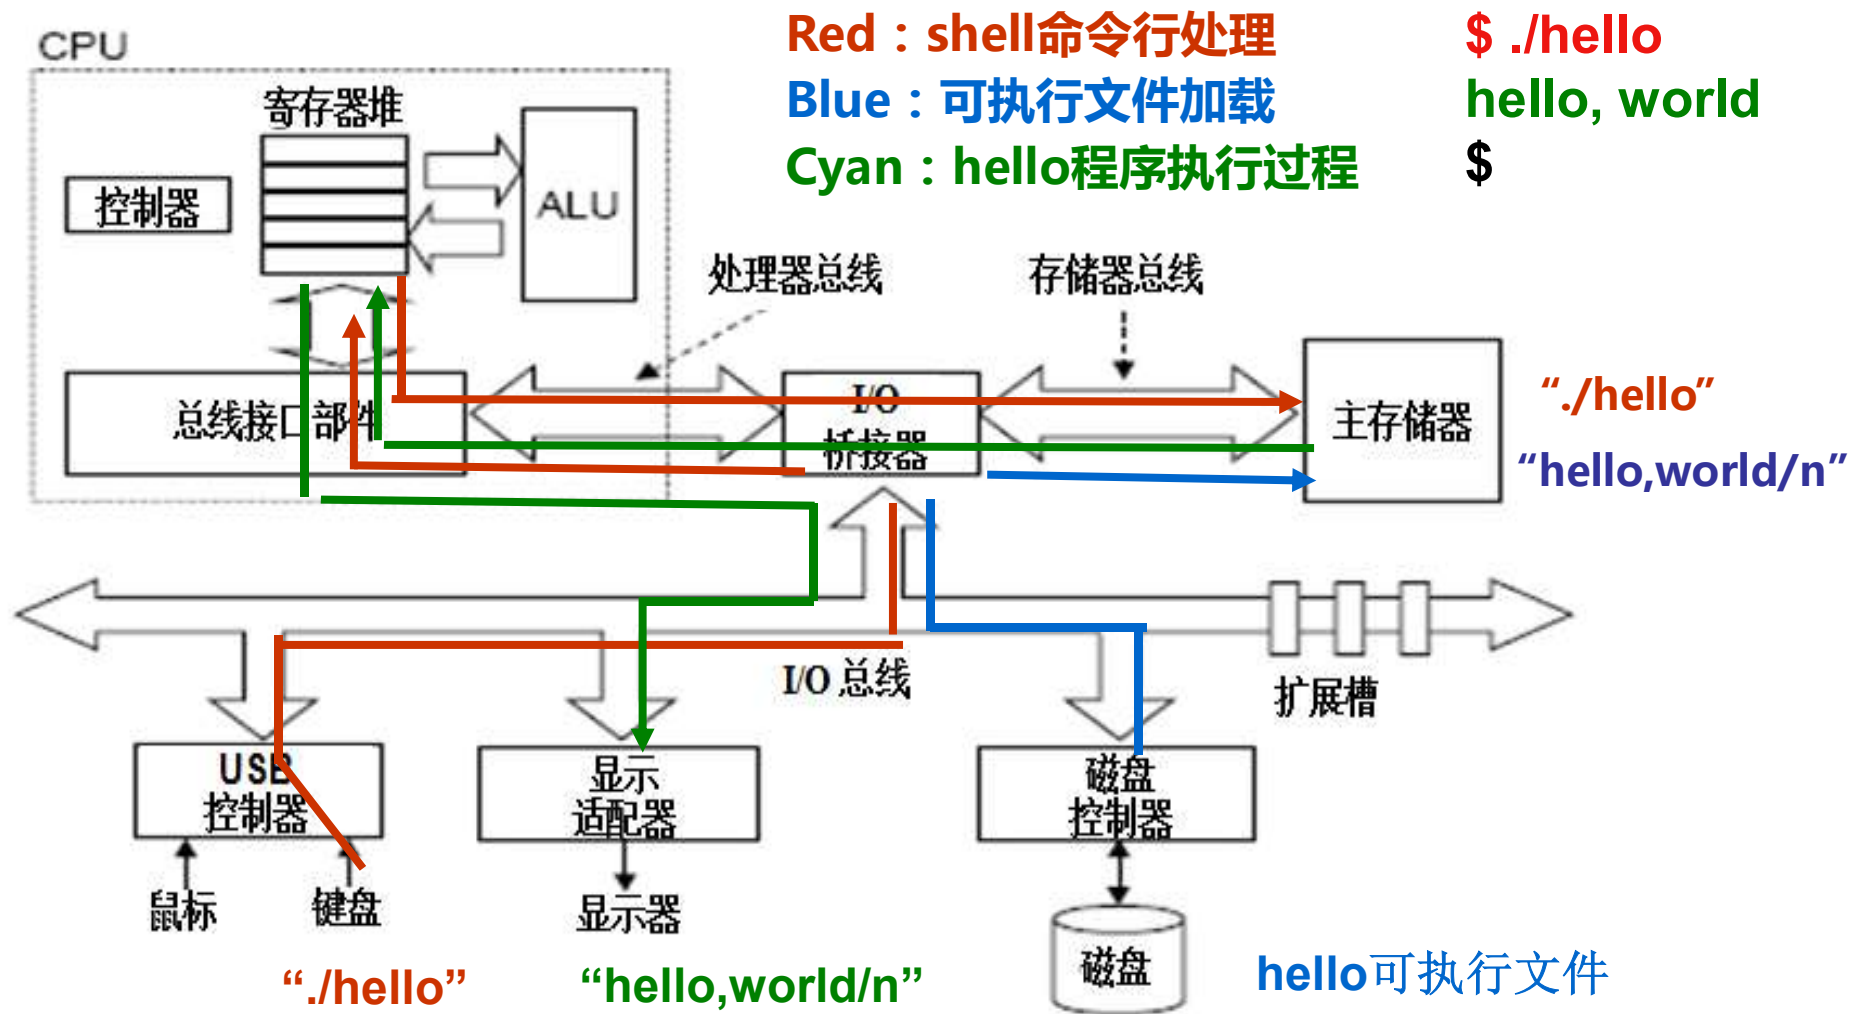 CPU
Red：shell命令行处理
$ ./hello
Blue：可执行文件加载
hello, world
Cyan：hello程序执行过程
$
寄存器堆
控制器
ALU
处理器总线
存储器总线
总线接口部件
I/O
桥接器
主存储器
“./hello”
“hello,world/n”
I/O 总线
扩展槽
USB
控制器
显示
适配器
磁盘
控制器
鼠标
键盘
显示器
磁盘
“./hello”
“hello,world/n”
hello可执行文件